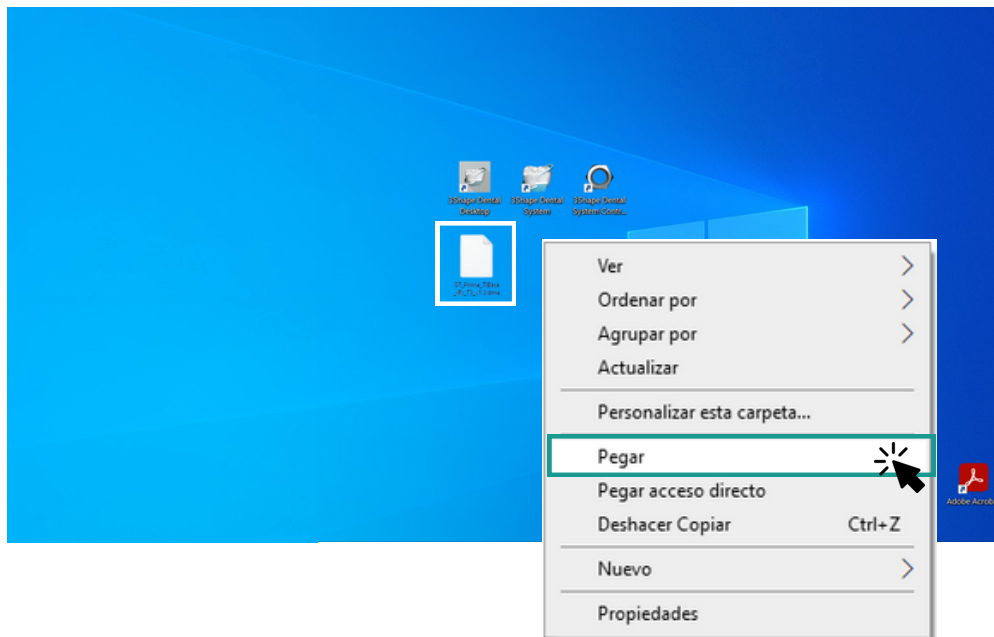 3Shape Dental
Desktop
3Shape Dental
System
3Shape Dental
System Contr...
Ver
Ordenar por
Agrupar por
Actualizar
Personalizar esta carpeta...
Pegar
Pegar acceso directo
Deshacer Copiar Ctrl+Z
Nuevo
Propiedades
Adobe Acrob